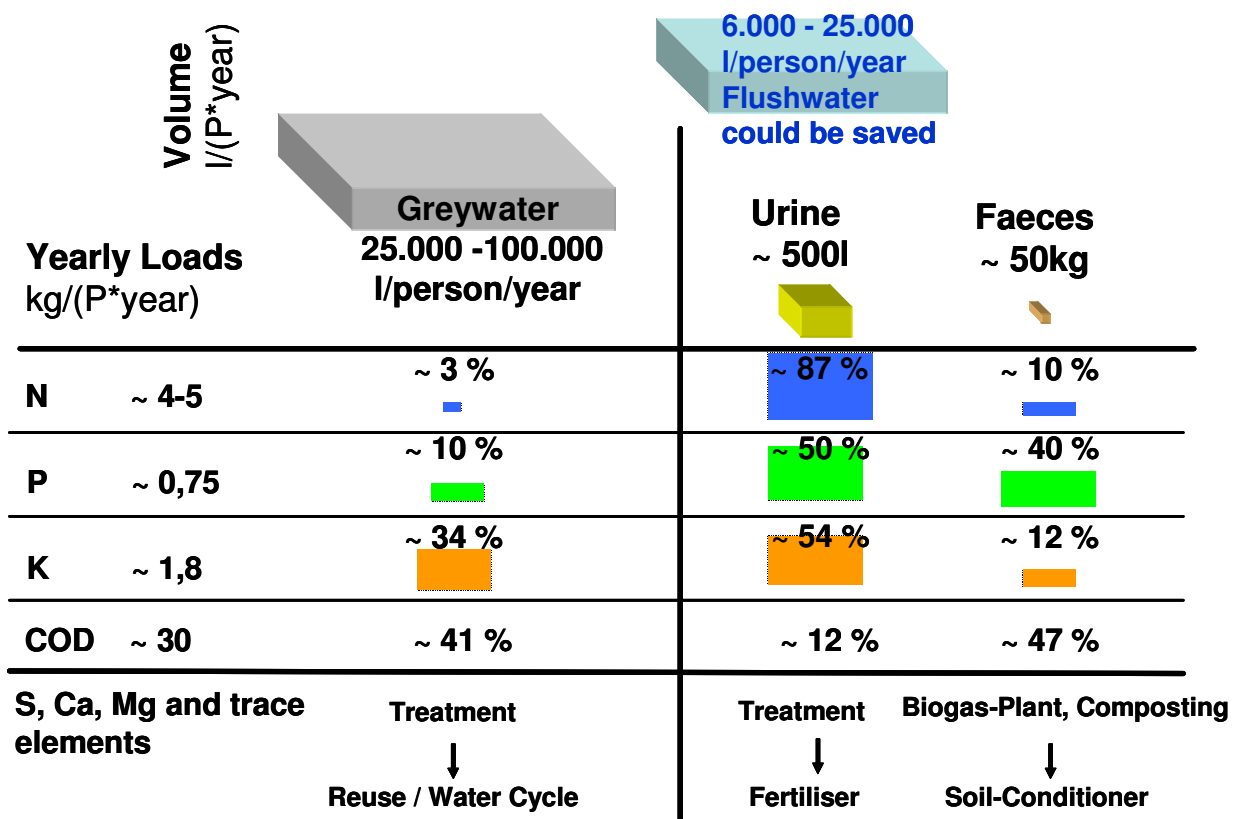 Volume
l/(P*year)
6.000 - 25.000
l/person/year
Flushwater
could be saved
Greywater
25.000 -100.000
l/person/year
Urine
~ 500l
Faeces
~ 50kg
Yearly Loads
kg/(P*year)
N ~ 4-5 ~ 3 % ~ 87 % ~ 10 %
P ~ 0,75 ~ 10 % ~ 50 % ~ 40 %
K ~ 1,8 ~ 34 % ~ 54 % ~ 12 %
COD ~ 30 ~ 41 % ~ 12 % ~ 47 %
S, Ca, Mg and trace
elements
Treatment
Reuse / Water Cycle
Treatment
Fertiliser
Biogas-Plant, Composting
Soil-Conditioner